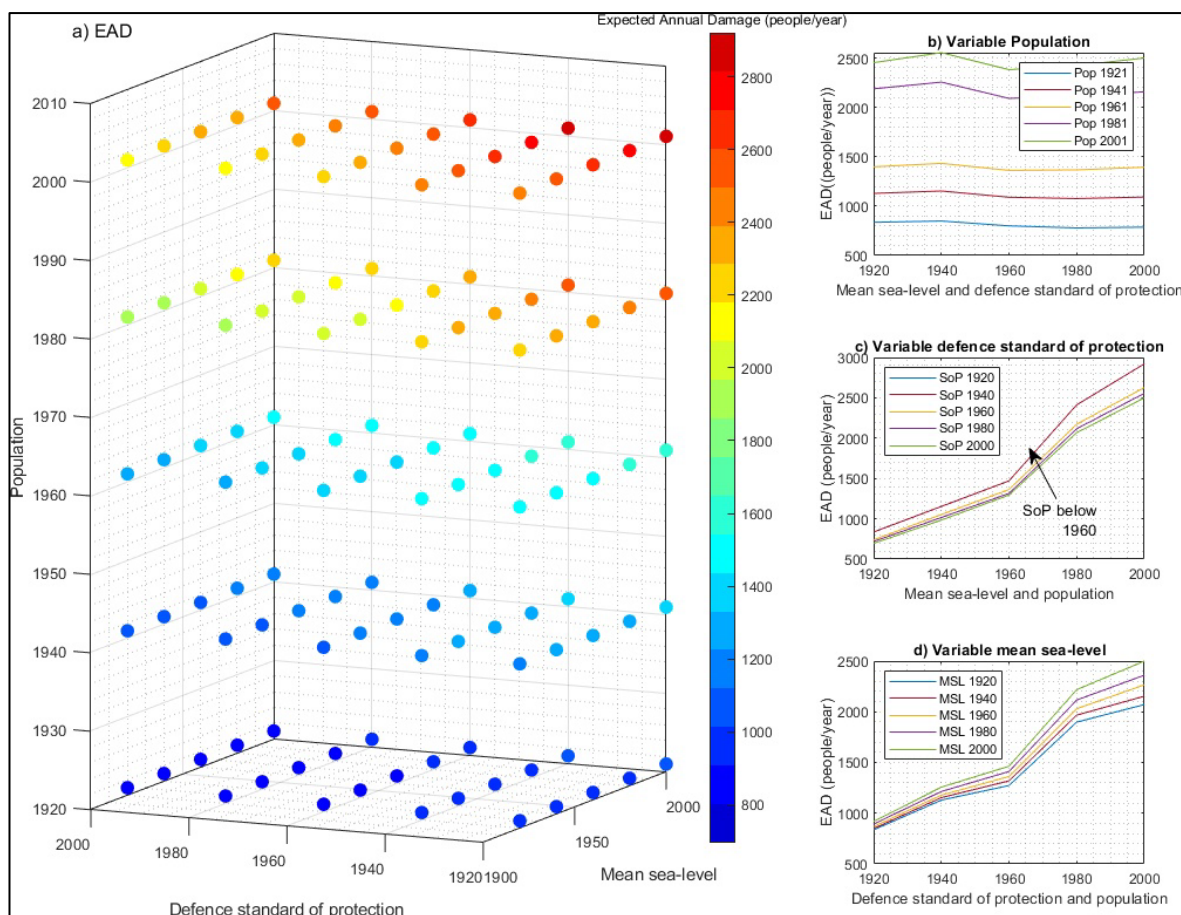 a) EAD
Expected Annual Damage (people/year)
2010
2000
1990
1980
1970
1960
1950
1940
1930
1920
Population
2000
1980
1960
1940
1920
Defence standard of protection
1900
1950
2000
Mean sea-level
2800
2600
2400
2200
2000
1800
1600
1400
1200
1000
800
b) Variable Population
2500
2000
1500
1000
500
EAD((people/year))
Pop 1921
Pop 1941
Pop 1961
Pop 1981
Pop 2001
1920 1940 1960 1980 2000
Mean sea-level and defence standard of protection
c) Variable defence standard of protection
3000
2500
2000
1500
1000
500
EAD (people/year)
SoP 1920
SoP 1940
SoP 1960
SoP 1980
SoP 2000
SoP below
1960
1920 1940 1960 1980 2000
Mean sea-level and population
d) Variable mean sea-level
2500
2000
1500
1000
500
EAD (people/year)
MSL 1920
MSL 1940
MSL 1960
MSL 1980
MSL 2000
1920 1940 1960 1980 2000
Defence standard of protection and population